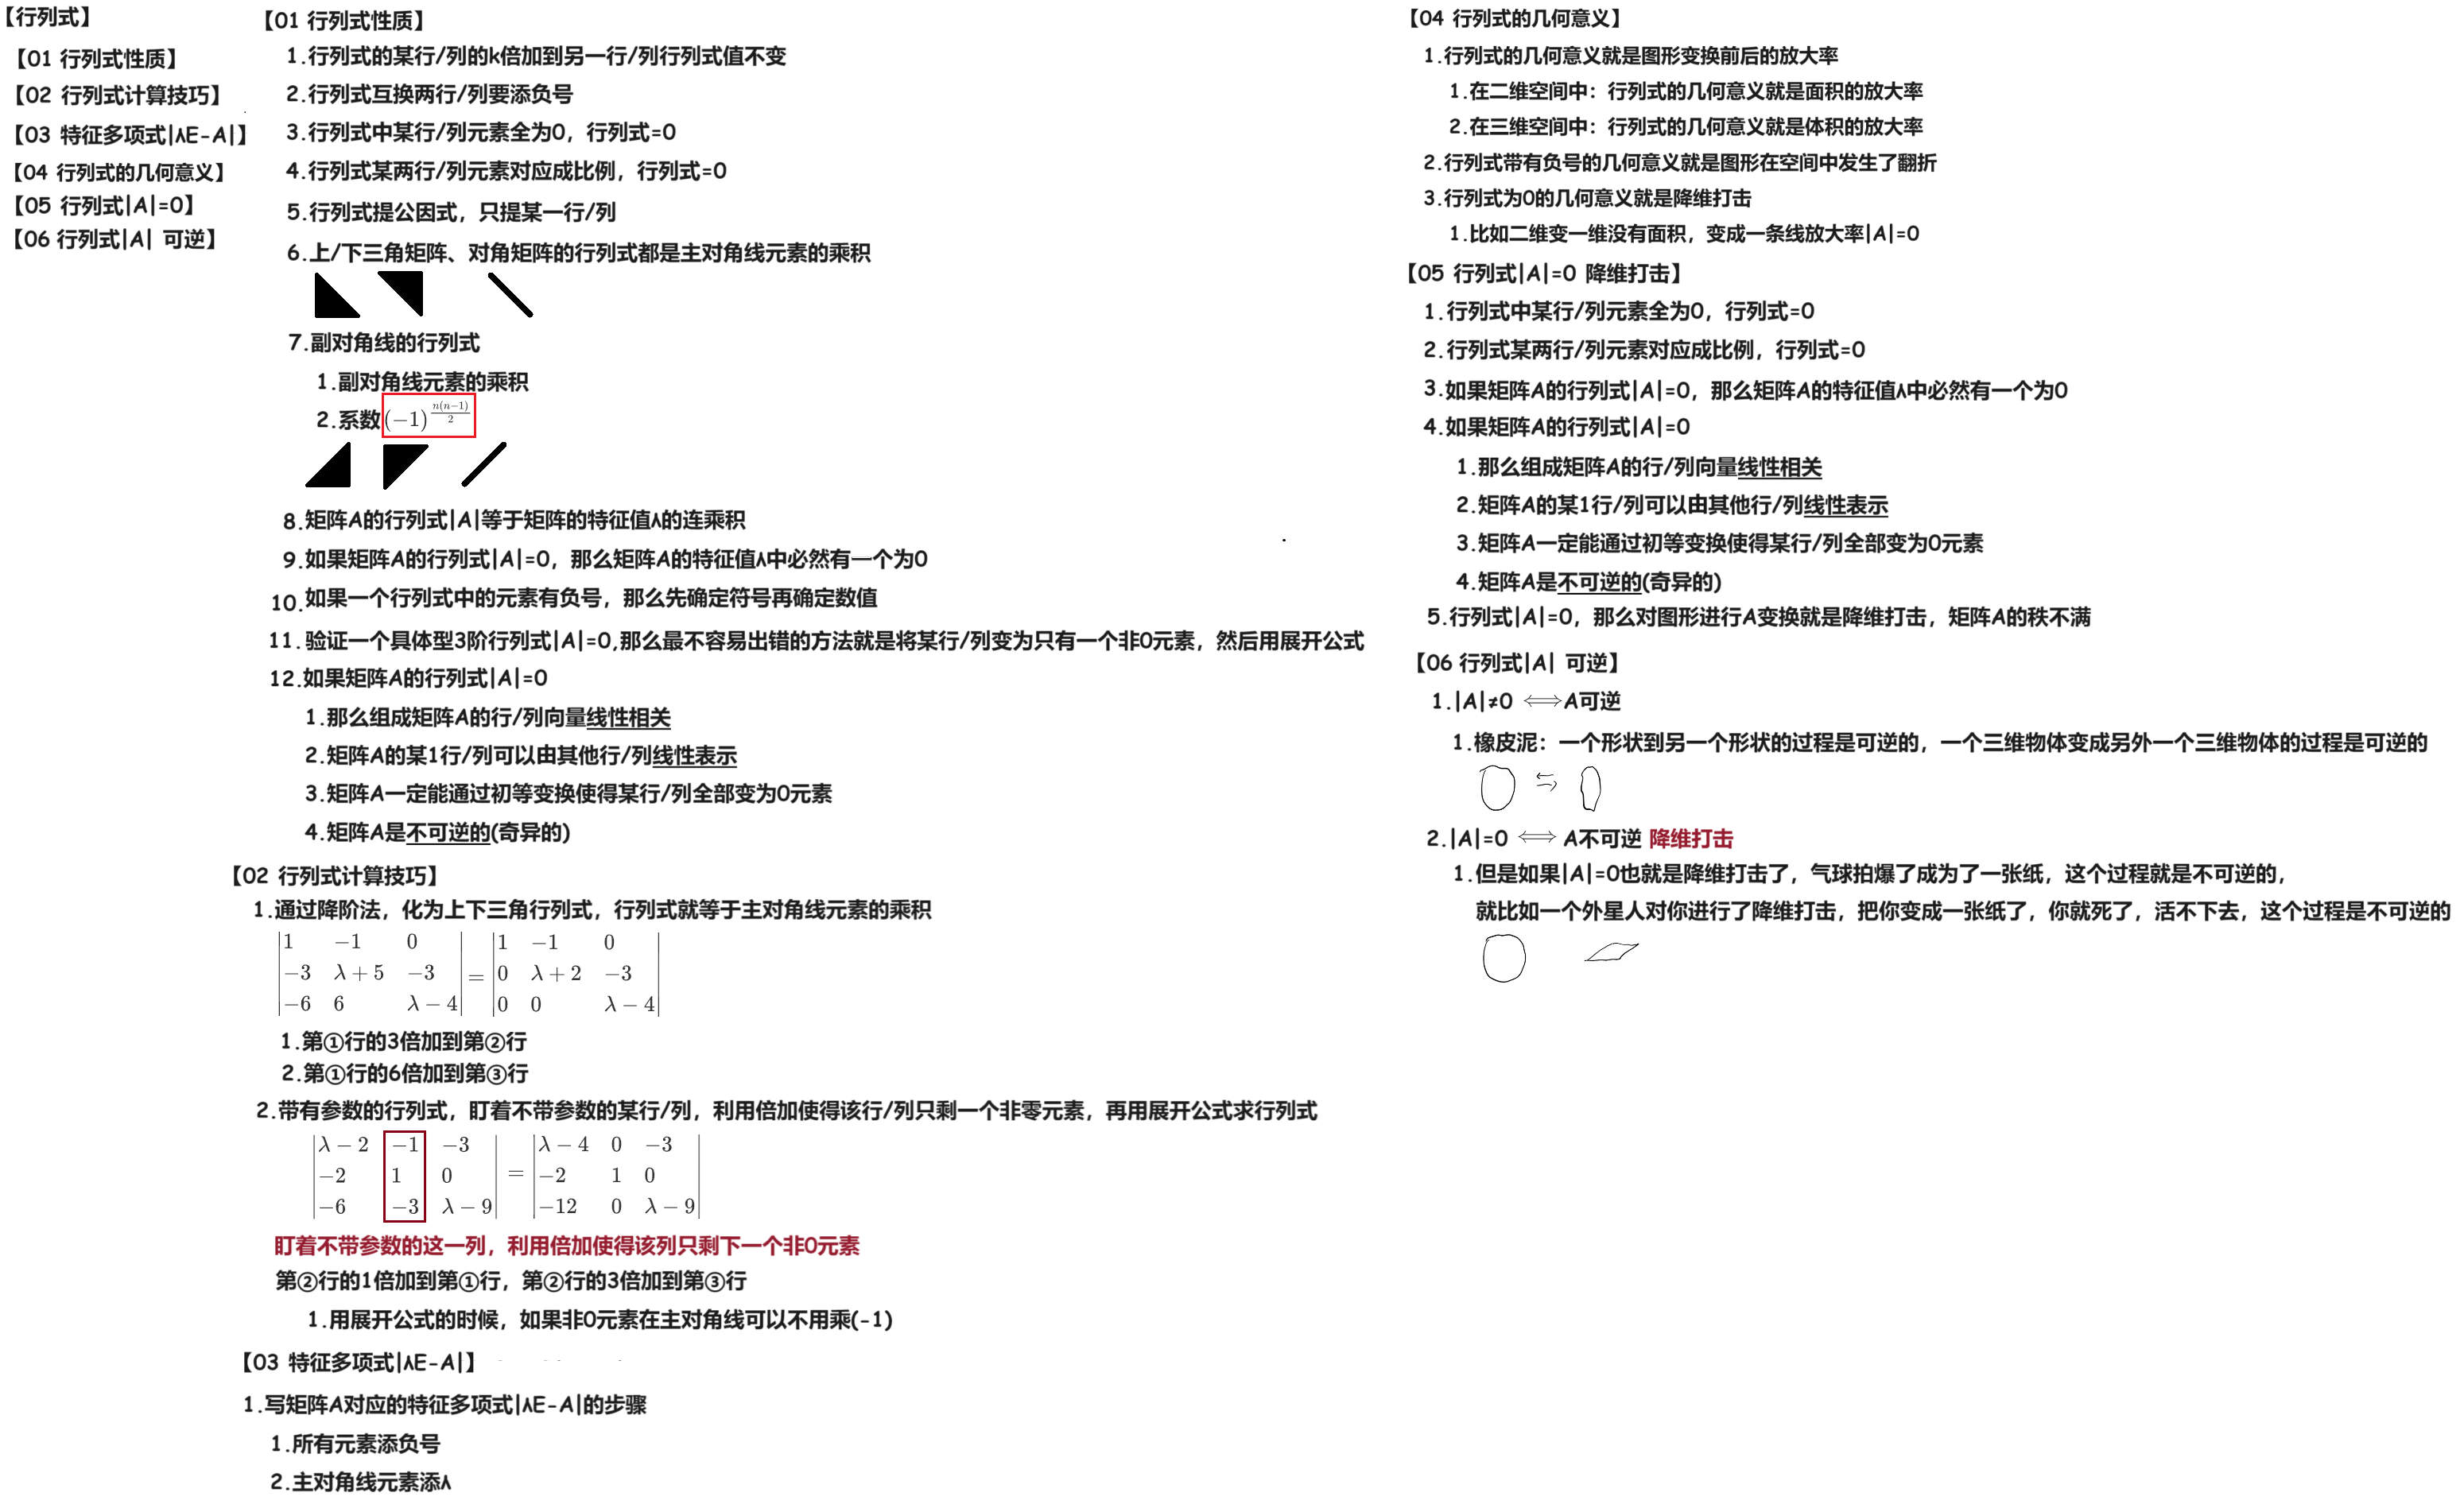 【行列式】
【01 行列式性质】
【02 行列式计算技巧】
【03 特征多项式|λE-A|】
【04 行列式的几何意义】
【05 行列式|A|=0】
【06 行列式|A| 可逆】
【01 行列式性质】
1.行列式的某行/列的k倍加到另一行/列行列式值不变
2.行列式互换两行/列要添负号
3.行列式中某行/列元素全为0，行列式=0
4.行列式某两行/列元素对应成比例，行列式=0
5.行列式提公因式，只提某一行/列
6.上/下三角矩阵、对角矩阵的行列式都是主对角线元素的乘积
7.副对角线的行列式
1.副对角线元素的乘积
2.系数(-1)^{\frac{n(n-1)}{2}}
8.矩阵A的行列式|A|等于矩阵的特征值λ的连乘积
9.如果矩阵A的行列式|A|=0，那么矩阵A的特征值λ中必然有一个为0
10.如果一个行列式中的元素有负号，那么先确定符号再确定数值
11.验证一个具体型3阶行列式|A|=0,那么最不容易出错的方法就是将某行/列变为只有一个非0元素，然后用展开公式
12.如果矩阵A的行列式|A|=0
1.那么组成矩阵A的行/列向量线性相关
2.矩阵A的某1行/列可以由其他行/列线性表示
3.矩阵A一定能通过初等变换使得某行/列全部变为0元素
4.矩阵A是不可逆的(奇异的)
【02 行列式计算技巧】
1.通过降阶法，化为上下三角行列式，行列式就等于主对角线元素的乘积
|1 −1 0| |1 −1 0|
|−3 λ+5 −3| = |0 λ+2 −3|
|−6 6 λ−4| |0 0 λ−4|
1.第①行的3倍加到第②行
2.第①行的6倍加到第③行
2.带有参数的行列式，盯着不带参数的某行/列，利用倍加使得该行/列只剩一个非零元素，再用展开公式求行列式
|λ−2 −1 −3| |λ−4 0 −3|
|−2 1 0| = |−2 1 0|
|−6 −3 λ−9| |−12 0 λ−9|
盯着不带参数的这一列，利用倍加使得该列只剩下一个非0元素
第②行的1倍加到第①行，第②行的3倍加到第③行
1.用展开公式的时候，如果非0元素在主对角线可以不用乘(-1)
【03 特征多项式|λE-A|】
1.写矩阵A对应的特征多项式|λE-A|的步骤
1.所有元素添负号
2.主对角线元素添λ
【04 行列式的几何意义】
1.行列式的几何意义就是图形变换前后的放大率
1.在二维空间中：行列式的几何意义就是面积的放大率
2.在三维空间中：行列式的几何意义就是体积的放大率
2.行列式带有负号的几何意义就是图形在空间中发生了翻折
3.行列式为0的几何意义就是降维打击
1.比如二维变一维没有面积，变成一条线放大率|A|=0
【05 行列式|A|=0 降维打击】
1.行列式中某行/列元素全为0，行列式=0
2.行列式某两行/列元素对应成比例，行列式=0
3.如果矩阵A的行列式|A|=0，那么矩阵A的特征值λ中必然有一个为0
4.如果矩阵A的行列式|A|=0
1.那么组成矩阵A的行/列向量线性相关
2.矩阵A的某1行/列可以由其他行/列线性表示
3.矩阵A一定能通过初等变换使得某行/列全部变为0元素
4.矩阵A是不可逆的(奇异的)
5.行列式|A|=0，那么对图形进行A变换就是降维打击，矩阵A的秩不满
【06 行列式|A| 可逆】
1.|A|≠0 ⟺A可逆
1.橡皮泥：一个形状到另一个形状的过程是可逆的，一个三维物体变成另外一个三维物体的过程是可逆的
2.|A|=0 ⟺ A不可逆 降维打击
1.但是如果|A|=0也就是降维打击了，气球拍爆了成为了一张纸，这个过程就是不可逆的，
就比如一个外星人对你进行了降维打击，把你变成一张纸了，你就死了，活不下去，这个过程是不可逆的